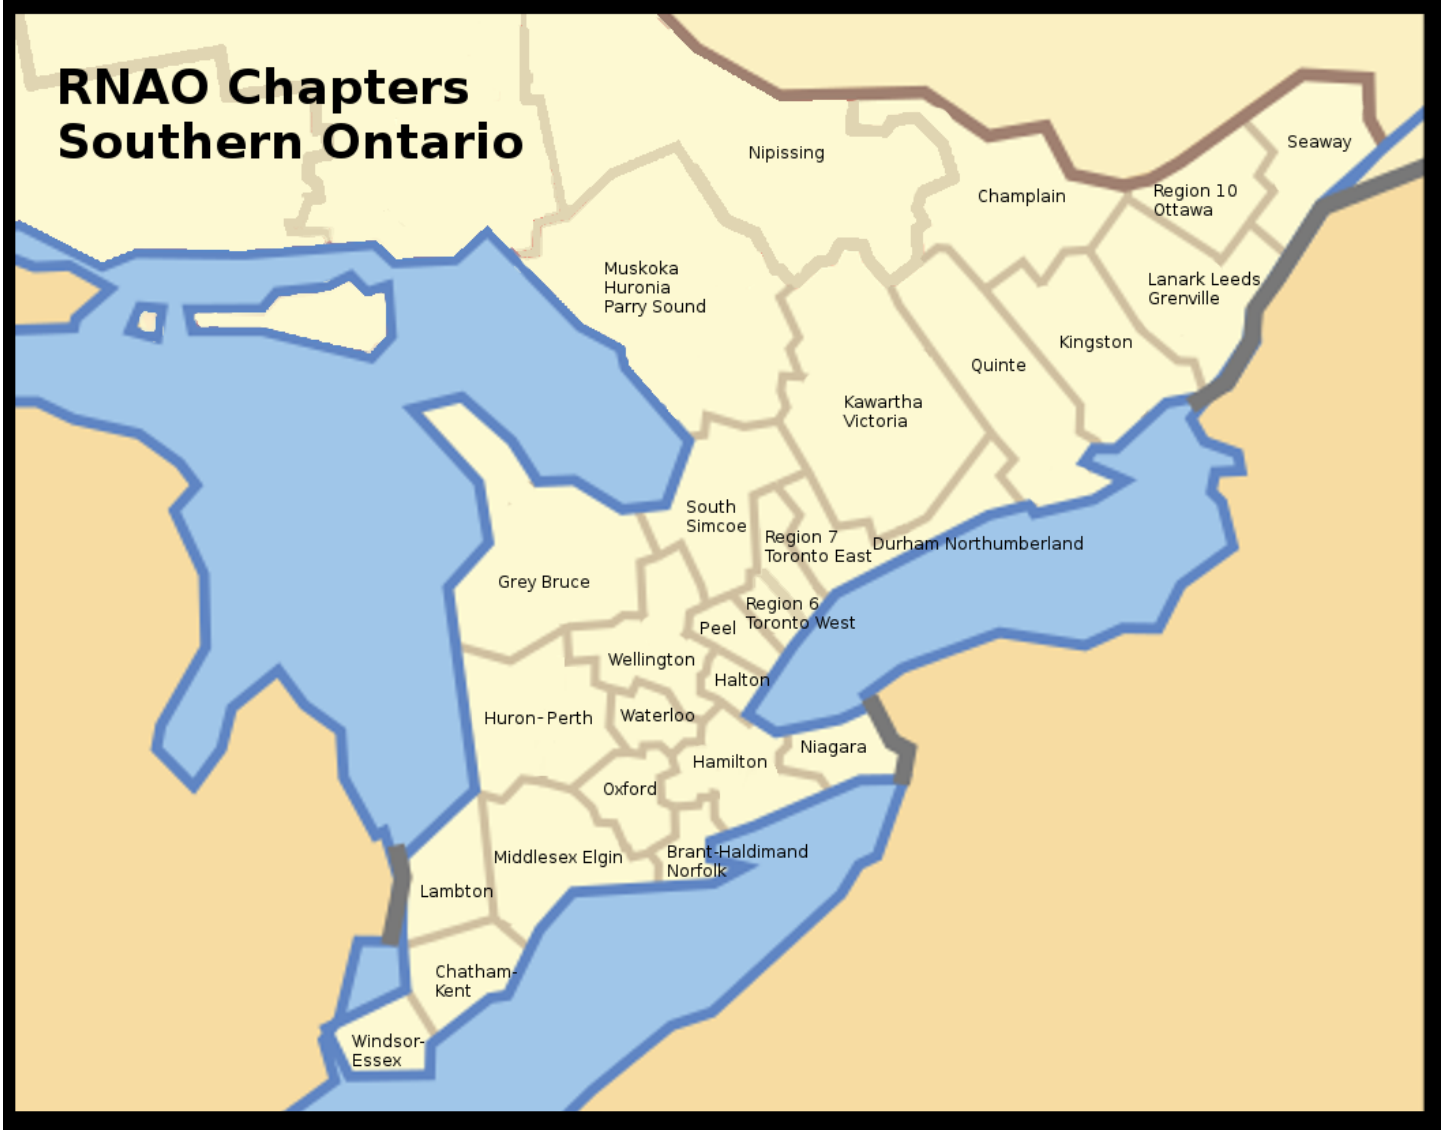 RNAO Chapters
Southern Ontario
Nipissing
Seaway
Champlain
Region 10
Ottawa
Muskoka
Huronia
Parry Sound
Lanark Leeds
Grenville
Kingston
Quinte
Kawartha
Victoria
South
Simcoe
Region 7
Toronto East
Durham Northumberland
Grey Bruce
Region 6
Toronto West
Peel
Wellington
Halton
Huron-Perth
Waterloo
Niagara
Hamilton
Oxford
Brant-Haldimand
Norfolk
Middlesex Elgin
Lambton
Chatham-
Kent
Windsor-
Essex